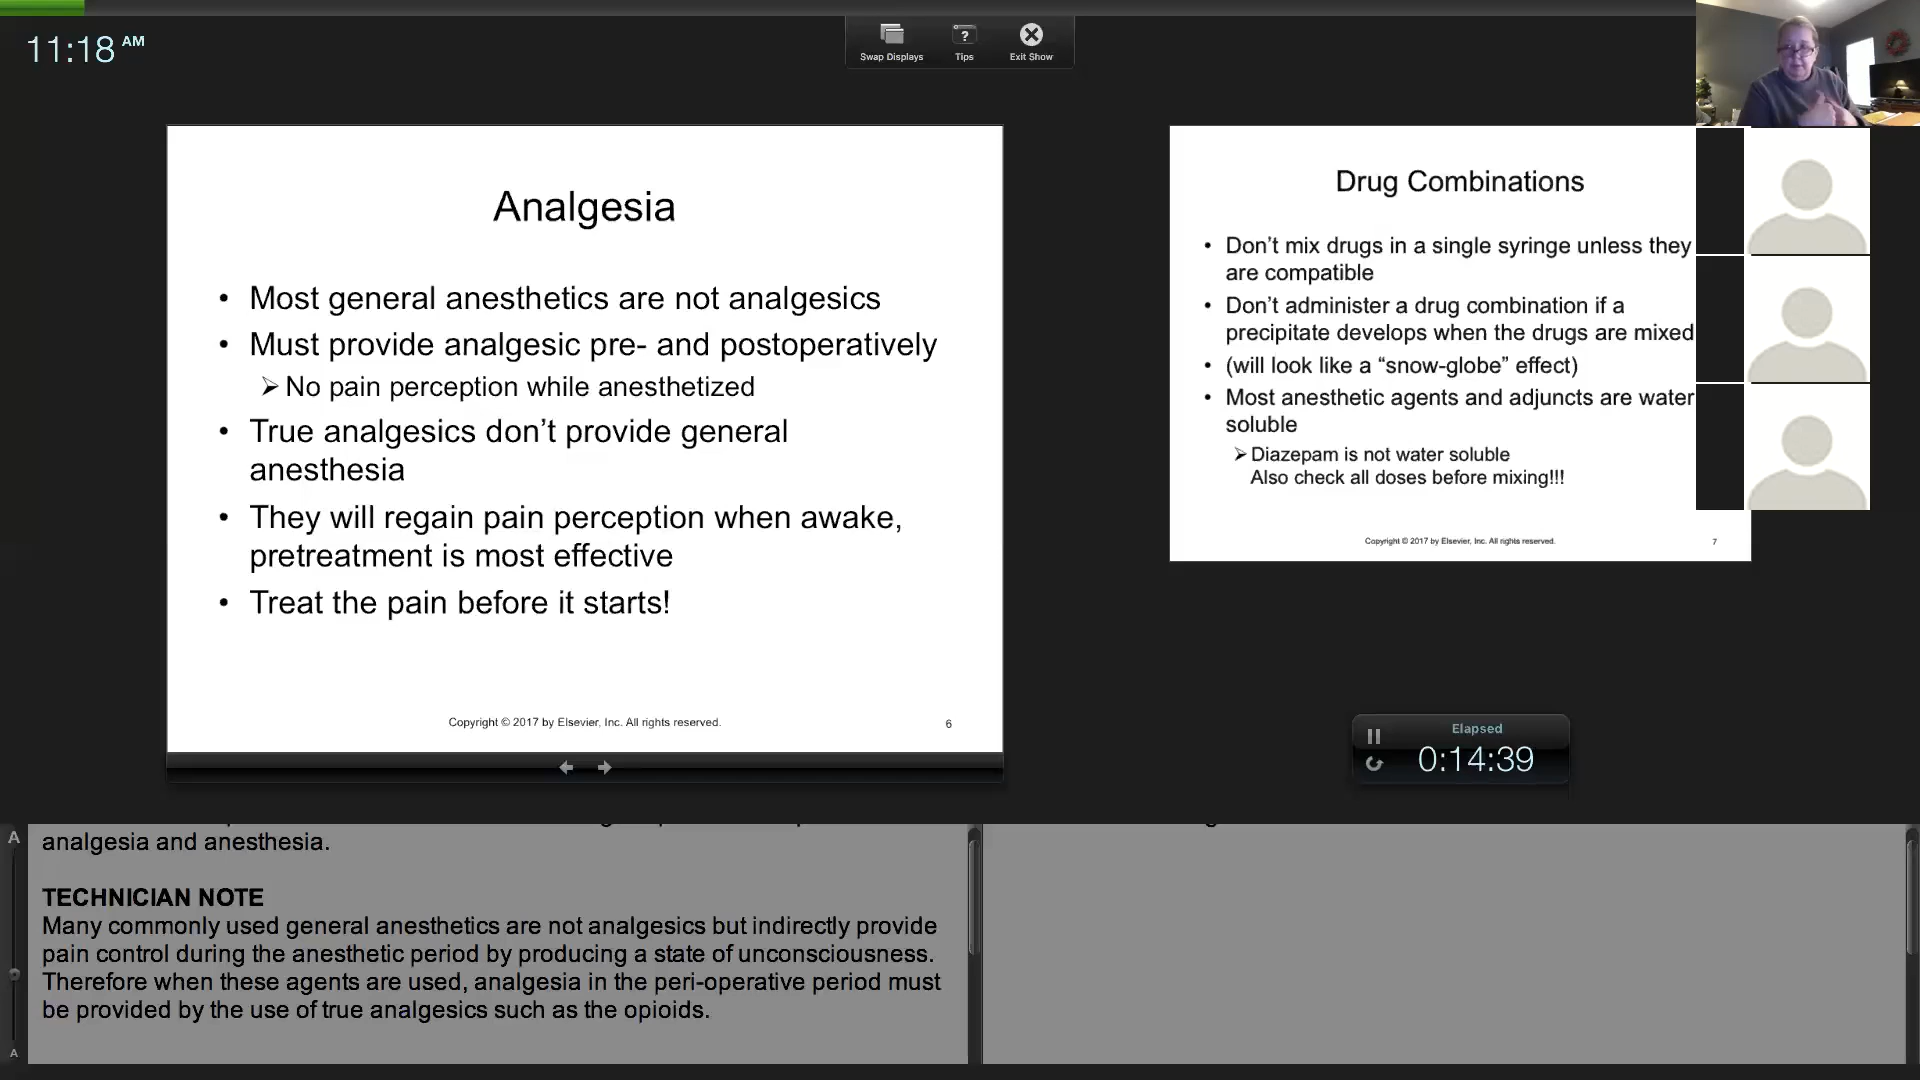 11:18 AM
Swap Displays
?
Tips
Exit Show
Analgesia
• Most general anesthetics are not analgesics
• Must provide analgesic pre- and postoperatively
➢ No pain perception while anesthetized
• True analgesics don’t provide general
anesthesia
• They will regain pain perception when awake,
pretreatment is most effective
• Treat the pain before it starts!
Copyright © 2017 by Elsevier, Inc. All rights reserved.
6
Drug Combinations
• Don’t mix drugs in a single syringe unless they
are compatible
• Don’t administer a drug combination if a
precipitate develops when the drugs are mixed
• (will look like a “snow-globe” effect)
• Most anesthetic agents and adjuncts are water
soluble
➢ Diazepam is not water soluble
Also check all doses before mixing!!!
Copyright © 2017 by Elsevier, Inc. All rights reserved.
7
Elapsed
0:14:39
A
analgesia and anesthesia.
TECHNICIAN NOTE
Many commonly used general anesthetics are not analgesics but indirectly provide
pain control during the anesthetic period by producing a state of unconsciousness.
Therefore when these agents are used, analgesia in the peri-operative period must
be provided by the use of true analgesics such as the opioids.
A